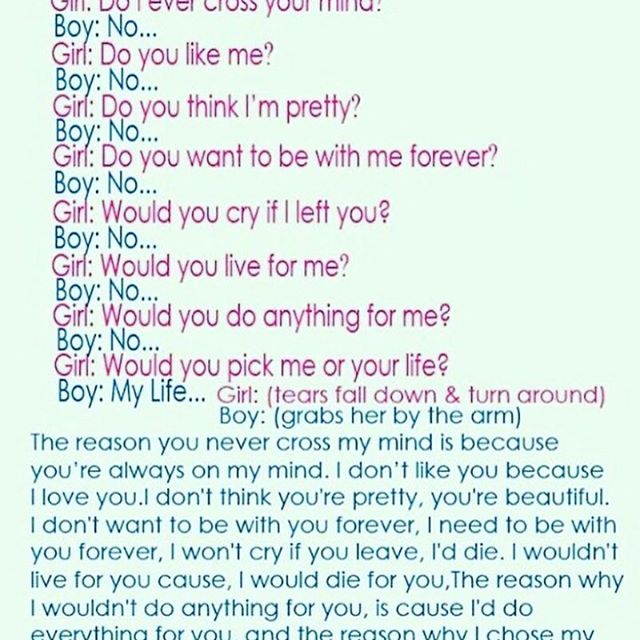 Girl: Do I ever cross your mind?
Boy: No...
Girl: Do you like me?
Boy: No...
Girl: Do you think I'm pretty?
Boy: No...
Girl: Do you want to be with me forever?
Boy: No...
Girl: Would you cry if I left you?
Boy: No...
Girl: Would you live for me?
Boy: No...
Girl: Would you do anything for me?
Boy: No...
Girl: Would you pick me or your life?
Boy: My Life... Girl: (tears fall down & turn around)
Boy: (grabs her by the arm)
The reason you never cross my mind is because
you're always on my mind. I don't like you because
I love you.I don't think you're pretty, you're beautiful.
I don't want to be with you forever, I need to be with
you forever, I won't cry if you leave, I'd die. I wouldn't
live for you cause, I would die for you,The reason why
I wouldn't do anything for you, is cause I'd do
everything for you, and the reason why I chose my